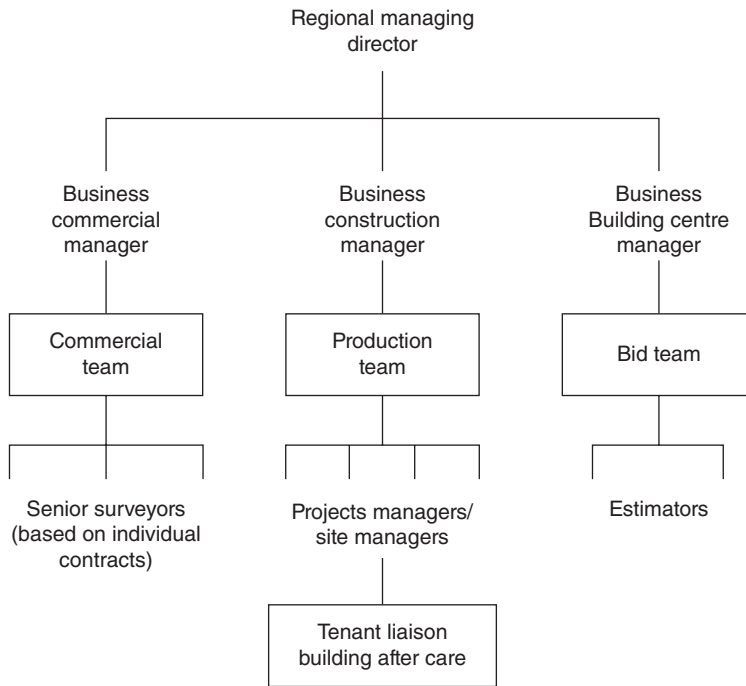 Regional managing
director
Business
commercial
manager
Business
construction
manager
Business
Building centre
manager
Commercial
team
Production
team
Bid team
Senior surveyors
(based on individual
contracts)
Projects managers/
site managers
Estimators
Tenant liaison
building after care